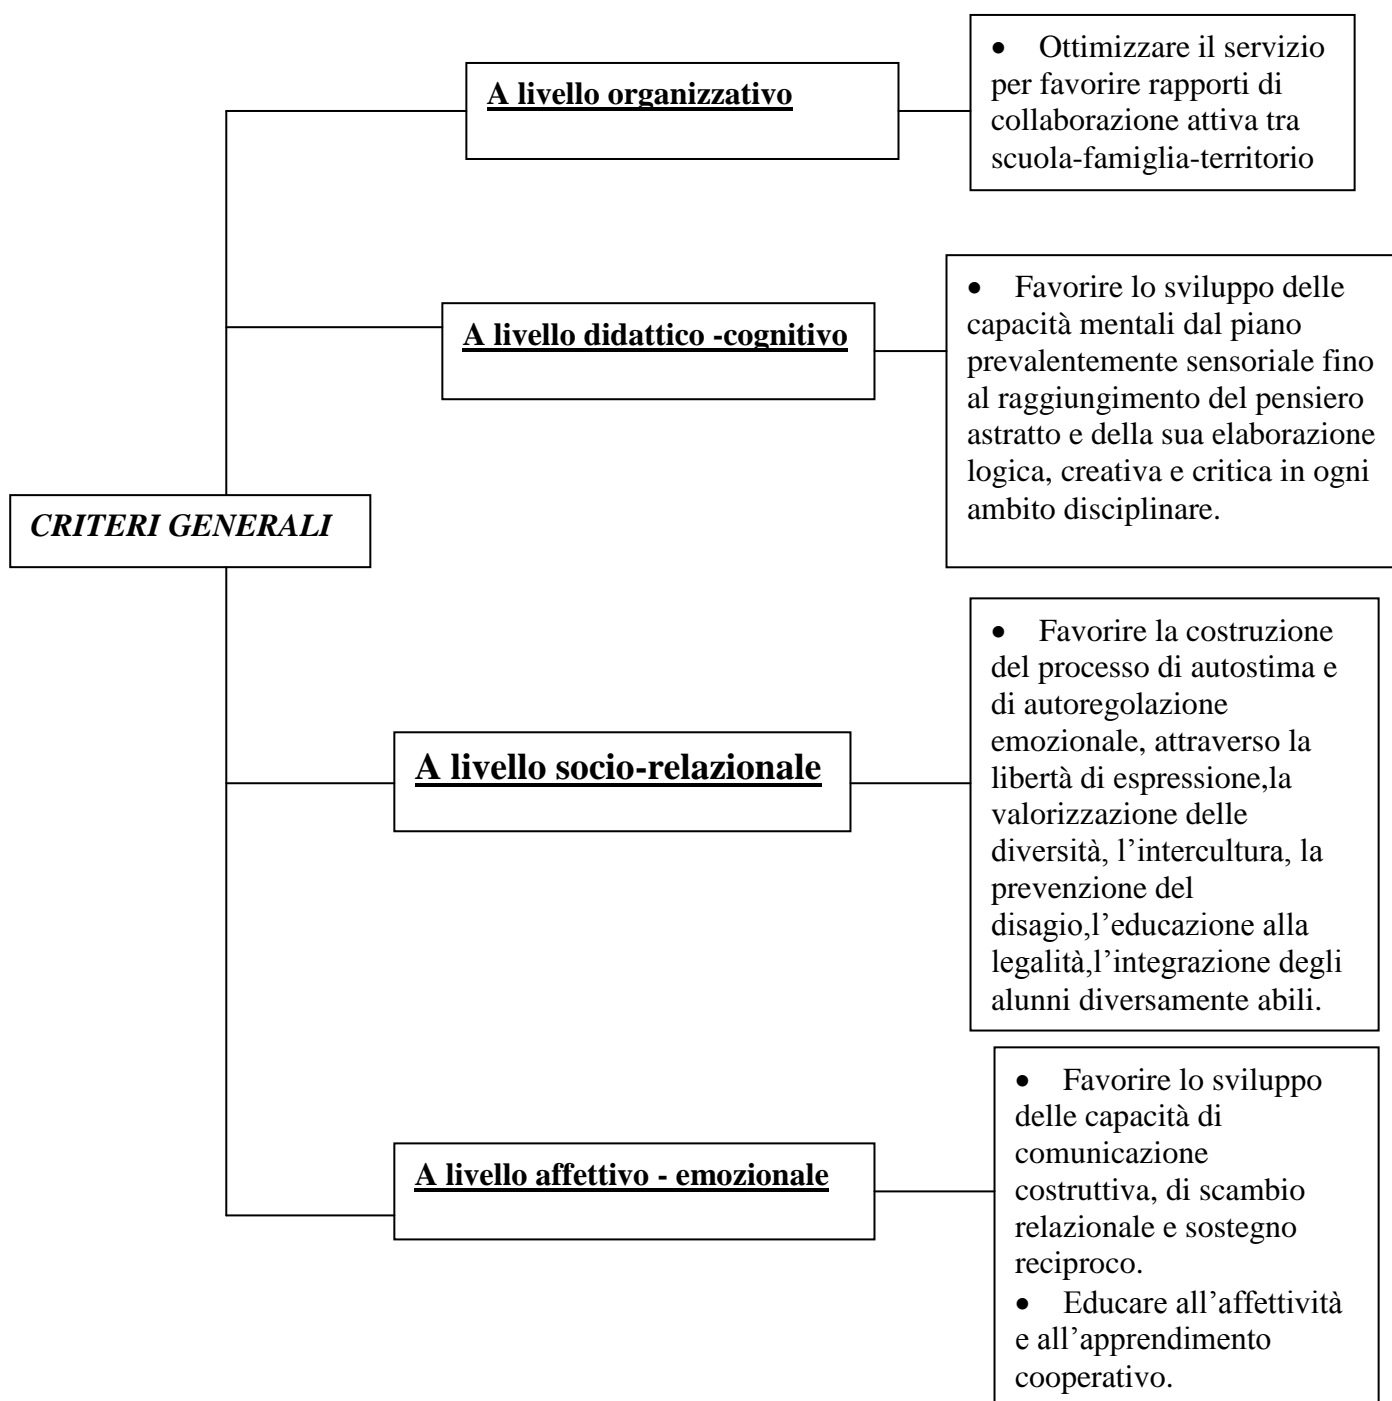 A livello organizzativo
• Ottimizzare il servizio
per favorire rapporti di
collaborazione attiva tra
scuola-famiglia-territorio
A livello didattico -cognitivo
• Favorire lo sviluppo delle
capacità mentali dal piano
prevalentemente sensoriale fino
al raggiungimento del pensiero
astratto e della sua elaborazione
logica, creativa e critica in ogni
ambito disciplinare.
CRITERI GENERALI
A livello socio-relazionale
• Favorire la costruzione
del processo di autostima e
di autoregolazione
emozionale, attraverso la
libertà di espressione,la
valorizzazione delle
diversità, l’intercultura, la
prevenzione del
disagio,l’educazione alla
legalità,l’integrazione degli
alunni diversamente abili.
A livello affettivo - emozionale
• Favorire lo sviluppo
delle capacità di
comunicazione
costruttiva, di scambio
relazionale e sostegno
reciproco.
• Educare all’affettività
e all’apprendimento
cooperativo.